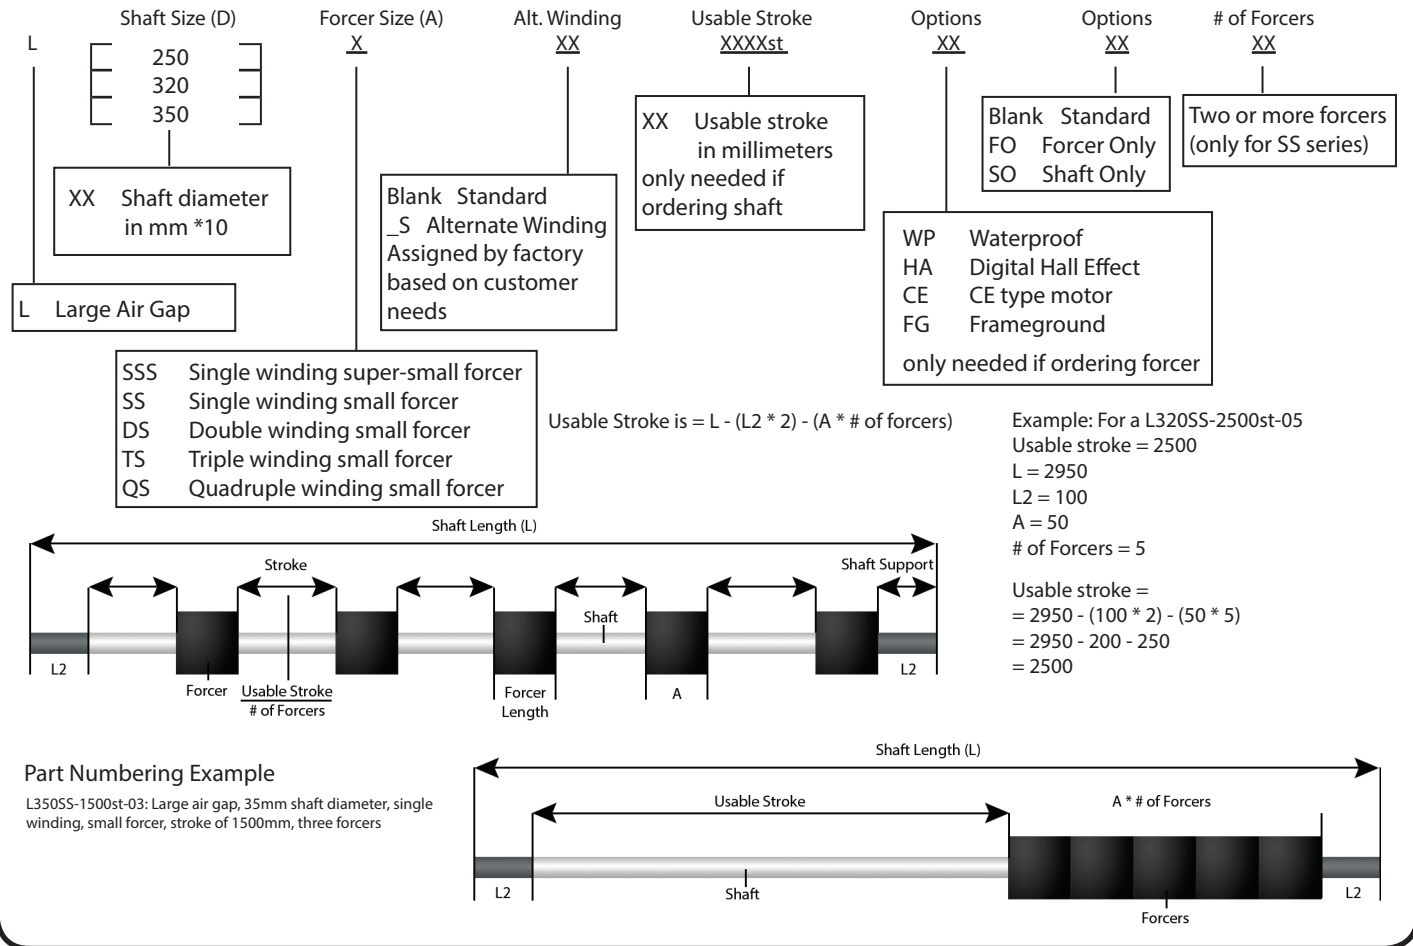 Shaft Size (D)
Forcer Size (A)
Alt. Winding
Usable Stroke
Options
Options
# of Forcers
L
250
320
350
X
XX
XXXXst
XX
XX
XX
XX Shaft diameter
in mm *10
L Large Air Gap
Blank Standard
_S Alternate Winding
Assigned by factory
based on customer
needs
XX Usable stroke
in millimeters
only needed if
ordering shaft
Blank Standard
FO Forcer Only
SO Shaft Only
Two or more forcers
(only for SS series)
WP Waterproof
HA Digital Hall Effect
CE CE type motor
FG Frameground
only needed if ordering forcer
SSS Single winding super-small forcer
SS Single winding small forcer
DS Double winding small forcer
TS Triple winding small forcer
QS Quadruple winding small forcer
Usable Stroke is = L - (L2 * 2) - (A * # of forcers)
Example: For a L320SS-2500st-05
Usable stroke = 2500
L = 2950
L2 = 100
A = 50
# of Forcers = 5
Usable stroke =
= 2950 - (100 * 2) - (50 * 5)
= 2950 - 200 - 250
= 2500
Shaft Length (L)
Stroke
Shaft Support
Shaft
L2
Forcer
Usable Stroke
# of Forcers
Forcer
Length
A
L2
Part Numbering Example
L350SS-1500st-03: Large air gap, 35mm shaft diameter, single
winding, small forcer, stroke of 1500mm, three forcers
Shaft Length (L)
Usable Stroke
A * # of Forcers
L2
Shaft
Forcers
L2